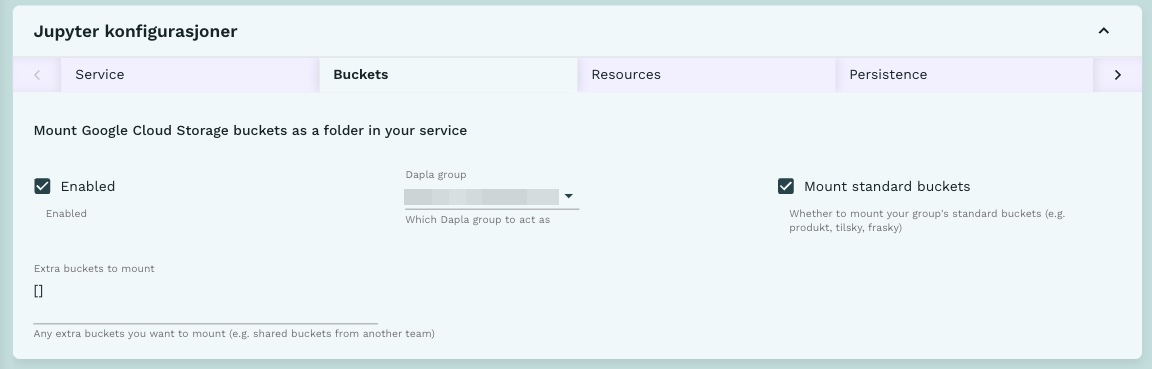 Jupyter konfigurasjoner
Service
Buckets
Resources
Persistence
Mount Google Cloud Storage buckets as a folder in your service
Enabled
Enabled
Dapla group
Which Dapla group to act as
Mount standard buckets
Whether to mount your group's standard buckets (e.g.
produkt, tilsky, frasky)
Extra buckets to mount
[]
Any extra buckets you want to mount (e.g. shared buckets from another team)